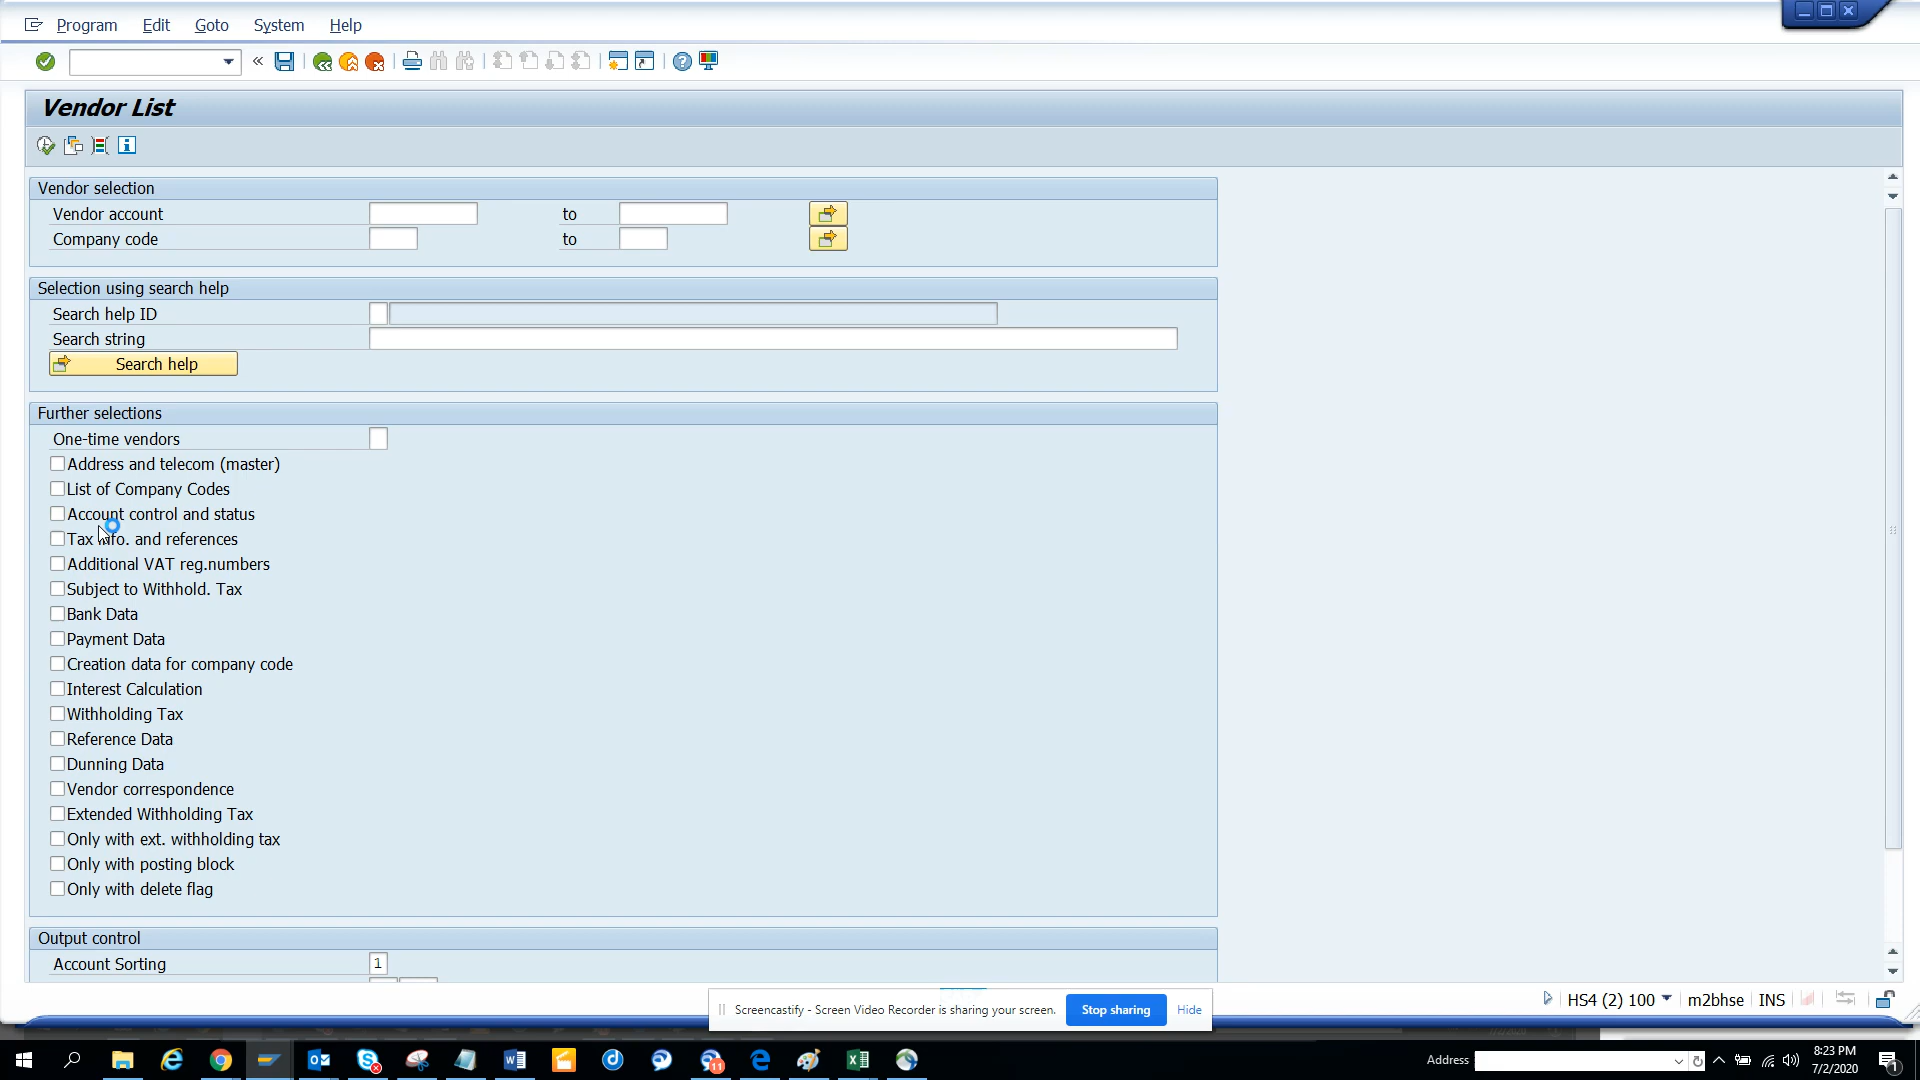 Program Edit Goto System Help
Vendor List
Vendor selection
Vendor account to
Company code to
Selection using search help
Search help ID
Search string
Search help
Further selections
One-time vendors
Address and telecom (master)
List of Company Codes
Account control and status
Tax info. and references
Additional VAT reg.numbers
Subject to Withhold. Tax
Bank Data
Payment Data
Creation data for company code
Interest Calculation
Withholding Tax
Reference Data
Dunning Data
Vendor correspondence
Extended Withholding Tax
Only with ext. withholding tax
Only with posting block
Only with delete flag
Output control
Account Sorting 1
Screencastify - Screen Video Recorder is sharing your screen. Stop sharing Hide
HS4 (2) 100 m2bhse INS
11
Address
8:23 PM
7/2/2020
1